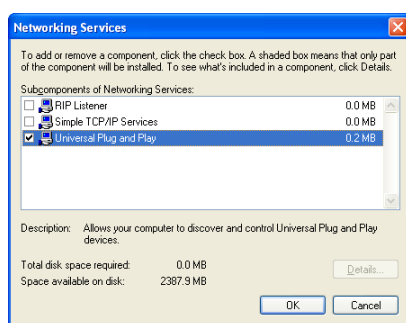 Networking Services
To add or remove a component, click the check box. A shaded box means that only part
of the component will be installed. To see what's included in a component, click Details.
Subcomponents of Networking Services:
RIP Listener 0.0 MB
Simple TCP/IP Services 0.0 MB
Universal Plug and Play 0.2 MB
Description: Allows your computer to discover and control Universal Plug and Play
devices.
Total disk space required: 0.0 MB
Space available on disk: 2387.9 MB
Details...
OK Cancel